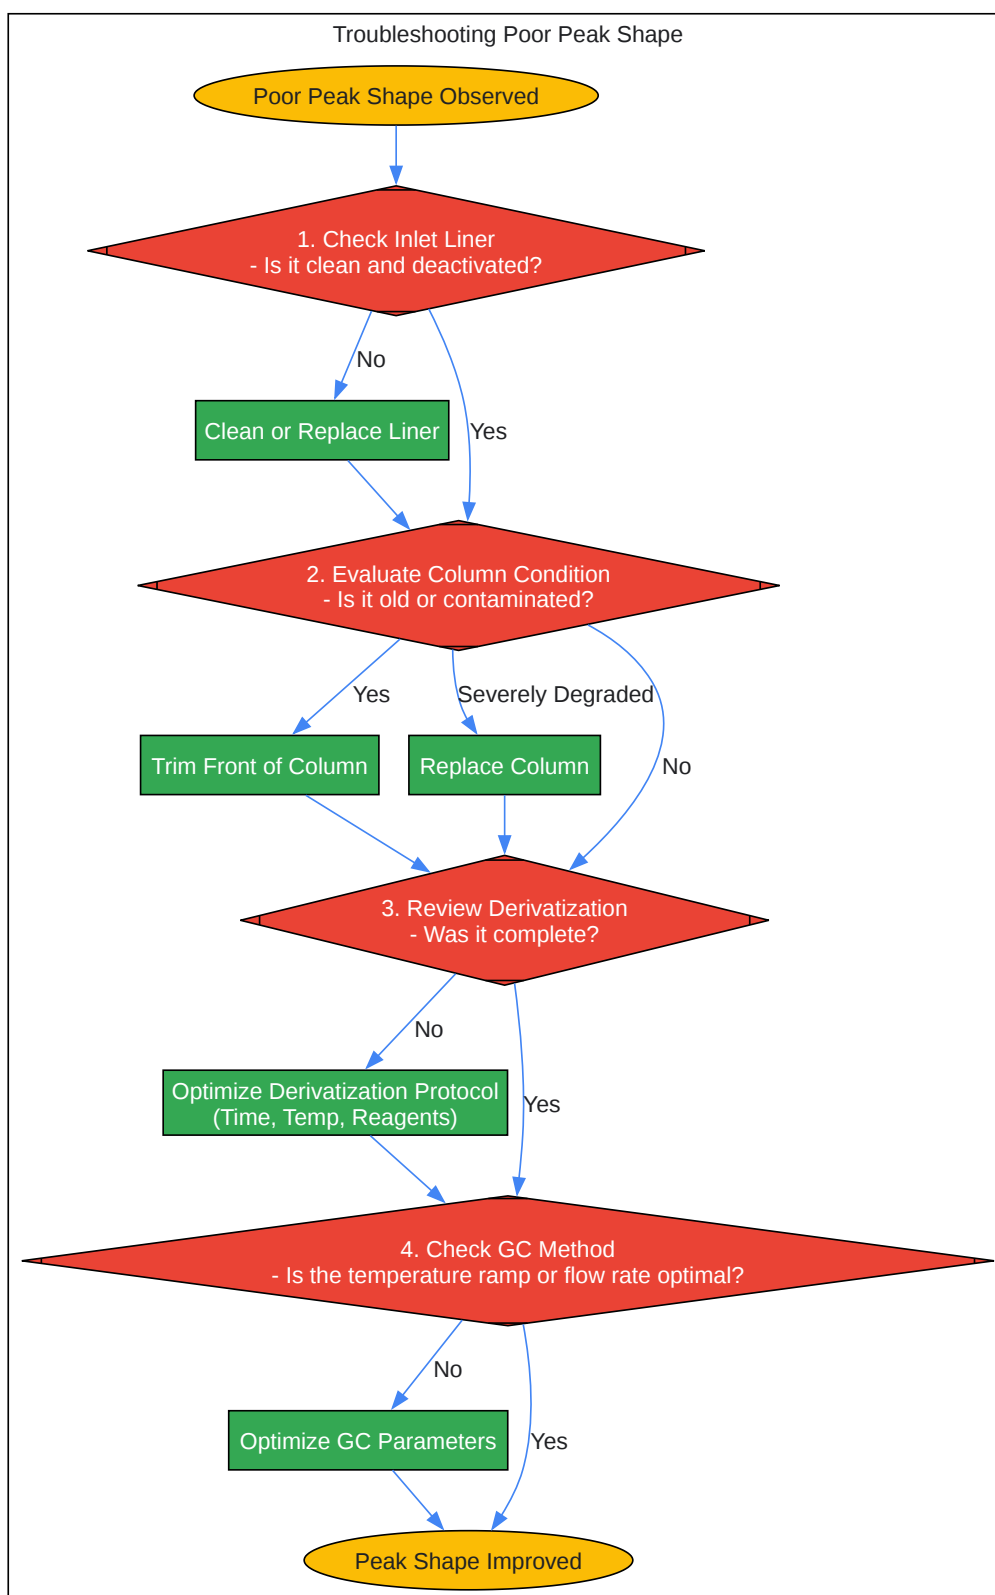 Troubleshooting Poor Peak Shape
Poor Peak Shape Observed
1. Check Inlet Liner
- Is it clean and deactivated?
No
Clean or Replace Liner
Yes
2. Evaluate Column Condition
- Is it old or contaminated?
Yes
Severely Degraded
Trim Front of Column
Replace Column
No
3. Review Derivatization
- Was it complete?
No
Optimize Derivatization Protocol
(Time, Temp, Reagents)
Yes
4. Check GC Method
- Is the temperature ramp or flow rate optimal?
No
Optimize GC Parameters
Yes
Peak Shape Improved